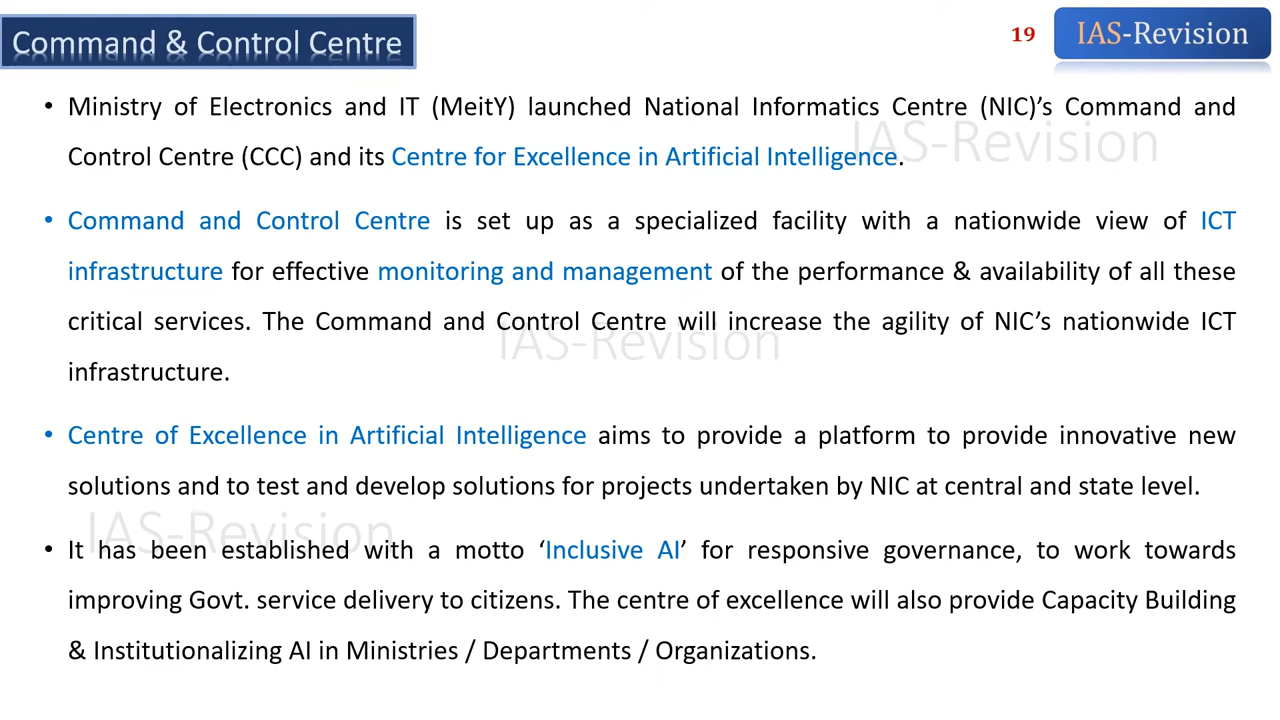 Command & Control Centre
19
IAS-Revision
• Ministry of Electronics and IT (MeitY) launched National Informatics Centre (NIC)’s Command and
Control Centre (CCC) and its Centre for Excellence in Artificial Intelligence.
IAS-Revision
• Command and Control Centre is set up as a specialized facility with a nationwide view of ICT
infrastructure for effective monitoring and management of the performance & availability of all these
critical services. The Command and Control Centre will increase the agility of NIC’s nationwide ICT
IAS-Revision
infrastructure.
• Centre of Excellence in Artificial Intelligence aims to provide a platform to provide innovative new
solutions and to test and develop solutions for projects undertaken by NIC at central and state level.
IAS-Revision
• It has been established with a motto ‘Inclusive AI’ for responsive governance, to work towards
improving Govt. service delivery to citizens. The centre of excellence will also provide Capacity Building
& Institutionalizing AI in Ministries / Departments / Organizations.